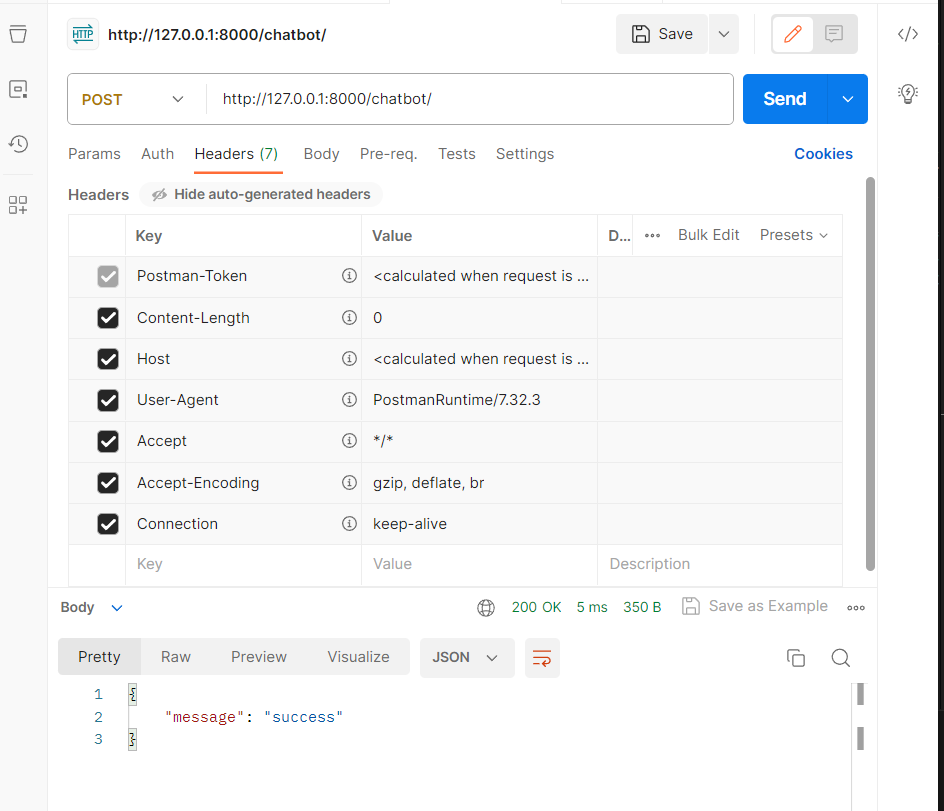 HTTP http://127.0.0.1:8000/chatbot/ Save
POST http://127.0.0.1:8000/chatbot/ Send
Params Auth Headers (7) Body Pre-req. Tests Settings Cookies
Headers Hide auto-generated headers
Key Value D... Bulk Edit Presets
Postman-Token <calculated when request is ...
Content-Length 0
Host <calculated when request is ...
User-Agent PostmanRuntime/7.32.3
Accept */*
Accept-Encoding gzip, deflate, br
Connection keep-alive
Key Value Description
Body 200 OK 5 ms 350 B Save as Example
Pretty Raw Preview Visualize JSON
1 {
2 "message": "success"
3 }